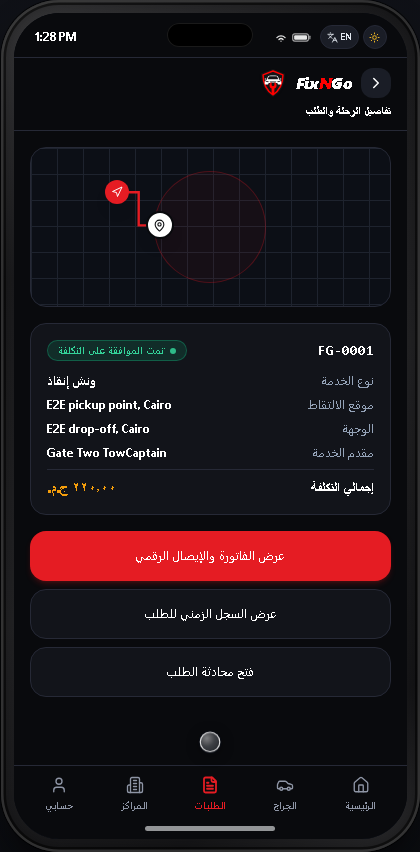 1:28 PM
EN
FixNGo
تفاصيل الرحلة والطلب
FG-0001
تمت الموافقة على التكلفة
نوع الخدمة ونش إنقاذ
موقع الالتقاط E2E pickup point, Cairo
الوجهة E2E drop-off, Cairo
مقدم الخدمة Gate Two TowCaptain
إجمالي التكلفة ٢٢٠٫٠٠ ج.م.
عرض الفاتورة والإيصال الرقمي
عرض السجل الزمني للطلب
فتح محادثة الطلب
الرئيسية الجراج الطلبات المراكز حسابي